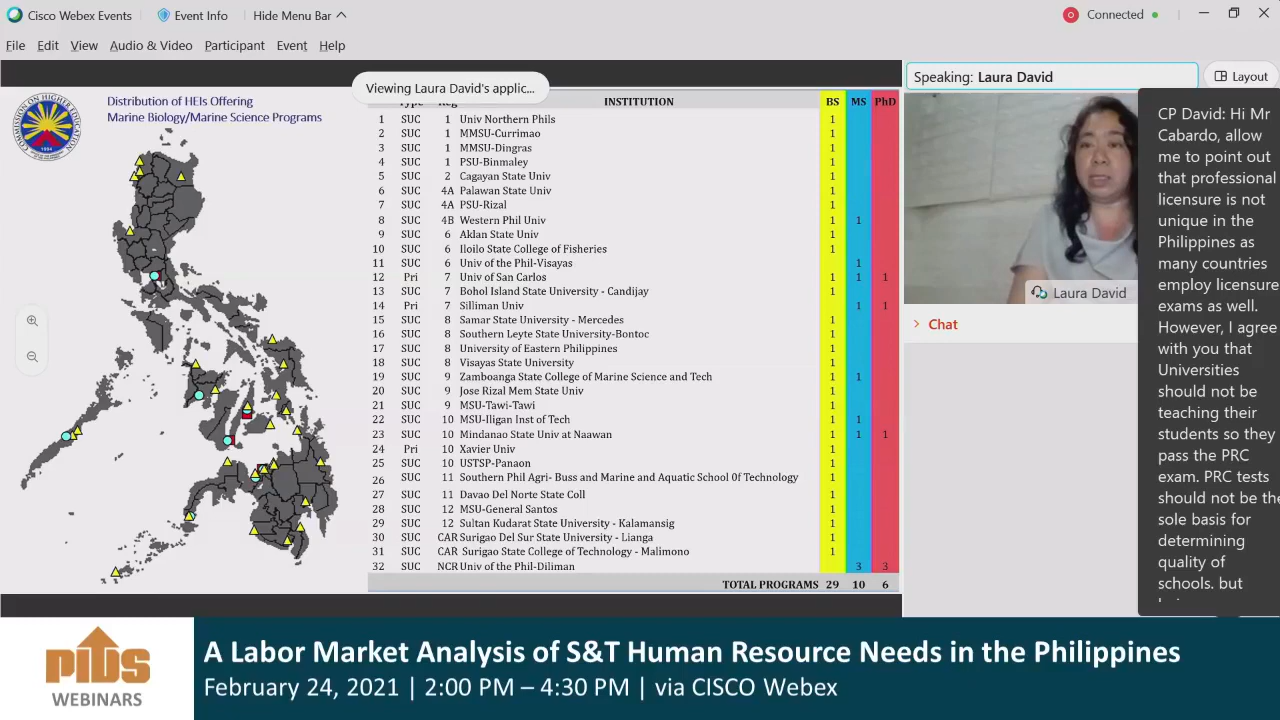 Cisco Webex Events
Event Info
Hide Menu Bar
Connected
File Edit View Audio & Video Participant Event Help
Viewing Laura David's applic...
Speaking: Laura David
Layout
COMMISSION ON HIGHER EDUCATION
1994
Distribution of HEIs Offering
Marine Biology/Marine Science Programs
Type Reg INSTITUTION BS MS PhD
1 SUC 1 Univ Northern Phils 1
2 SUC 1 MMSU-Currimao 1
3 SUC 1 MMSU-Dingras 1
4 SUC 1 PSU-Binmaley 1
5 SUC 2 Cagayan State Univ 1
6 SUC 4A Palawan State Univ 1
7 SUC 4A PSU-Rizal 1
8 SUC 4B Western Phil Univ 1 1
9 SUC 6 Aklan State Univ 1
10 SUC 6 Iloilo State College of Fisheries 1
11 SUC 6 Univ of the Phil-Visayas 1
12 Pri 7 Univ of San Carlos 1 1 1
13 SUC 7 Bohol Island State University - Candijay 1
14 Pri 7 Silliman Univ 1 1
15 SUC 8 Samar State University - Mercedes 1
16 SUC 8 Southern Leyte State University-Bontoc 1
17 SUC 8 University of Eastern Philippines 1
18 SUC 8 Visayas State University 1
19 SUC 9 Zamboanga State College of Marine Science and Tech 1 1
20 SUC 9 Jose Rizal Mem State Univ 1
21 SUC 9 MSU-Tawi-Tawi 1
22 SUC 10 MSU-Iligan Inst of Tech 1 1
23 SUC 10 Mindanao State Univ at Naawan 1 1 1
24 Pri 10 Xavier Univ 1
25 SUC 10 USTSP-Panaon 1
26 SUC 11 Southern Phil Agri- Buss and Marine and Aquatic School 0f Technology 1
27 SUC 11 Davao Del Norte State Coll 1
28 SUC 12 MSU-General Santos 1
29 SUC 12 Sultan Kudarat State University - Kalamansig 1
30 SUC CAR Surigao Del Sur State University - Lianga 1
31 SUC CAR Surigao State College of Technology - Malimono 1
32 SUC NCR Univ of the Phil-Diliman 3 3
TOTAL PROGRAMS 29 10 6
Laura David
Chat
CP David: Hi Mr
Cabardo, allow
me to point out
that professional
licensure is not
unique in the
Philippines as
many countries
employ licensure
exams as well.
However, I agree
with you that
Universities
should not be
teaching their
students so they
pass the PRC
exam. PRC tests
should not be the
sole basis for
determining
quality of
schools. but
PIDS
WEBINARS
A Labor Market Analysis of S&T Human Resource Needs in the Philippines
February 24, 2021 | 2:00 PM – 4:30 PM | via CISCO Webex